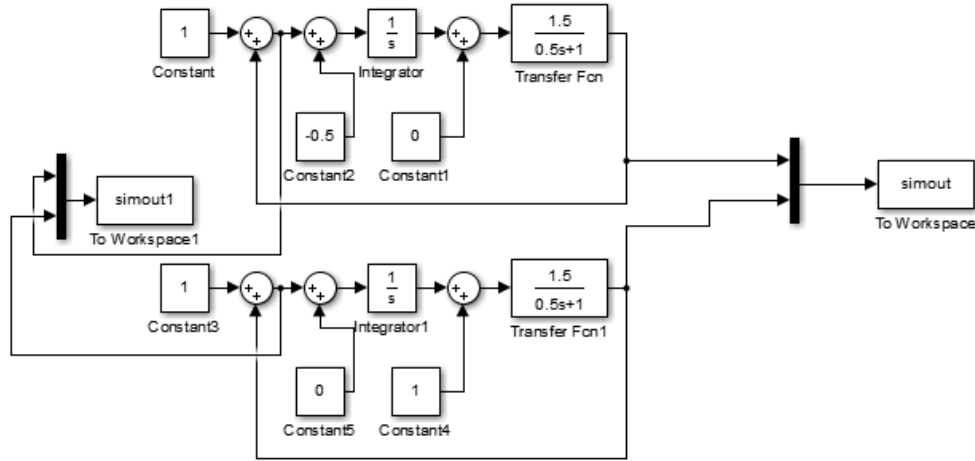 1
+
+
+
+
1
s
+
+
1.5
0.5s+1
Constant
Integrator
Transfer Fcn
-0.5
0
Constant2
Constant1
simout1
To Workspace1
simout
To Workspace
1
+
+
+
+
1
s
+
+
1.5
0.5s+1
Constant3
Integrator1
Transfer Fcn1
0
1
Constant5
Constant4